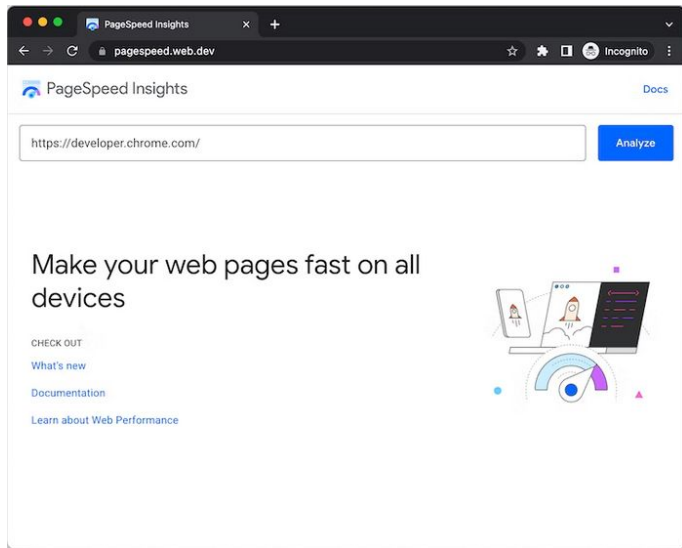 PageSpeed Insights
pagespeed.web.dev
Incognito
PageSpeed Insights
Docs
https://developer.chrome.com/
Analyze
Make your web pages fast on all
devices
CHECK OUT
What's new
Documentation
Learn about Web Performance